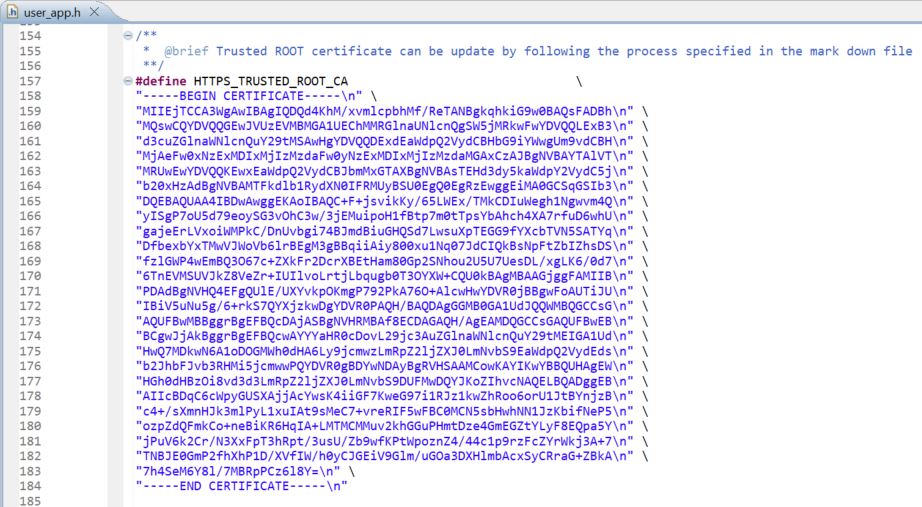 user_app.h
154 /**
155 * @brief Trusted ROOT certificate can be update by following the process specified in the mark down file
156 **/
157 #define HTTPS_TRUSTED_ROOT_CA \
158 "-----BEGIN CERTIFICATE-----\n" \
159 "MIIEjTCCA3WgAwIBAgIQDQd4KhM/xvmlcpbhMf/ReTANBgkqhkiG9w0BAQsFADBh\n" \
160 "MQswCQYDVQQGEwJVUzEVMBMGA1UEChMMRGlnaUNlcnQgSW5jMRkwFwYDVQQLExB3\n" \
161 "d3cuZGlnaWNlcnQuY29tMSAwHgYDVQQDExdEaWdpQ2VydCBHbG9iYWwgUm9vdCBH\n" \
162 "MjAeFw0xNzExMDIxMjIzMzdaFw0yNzExMDIxMjIzMzdaMGAxCzAJBgNVBAYTAlVT\n" \
163 "MRUwEwYDVQQKEwxEaWdpQ2VydCBJbmMxGTAXBgNVBAsTEHd3dy5kaWdpY2VydC5j\n" \
164 "b20xHzAdBgNVBAMTFkdlb1RydXN0IFRMUyBSU0EgQ0EgRzEwggEiMA0GCSqGSIb3\n" \
165 "DQEBAQUAA4IBDwAwggEKAoIBAQC+F+jsvikKy/65LWEx/TMkCDIuWegh1Ngwvm4Q\n" \
166 "yISgP7oU5d79eoySG3vOhC3w/3jEMuipoH1fBtp7m0tTpsYbAhch4XA7rfuD6whU\n" \
167 "gajeErLVxoiWMPkC/DnUvbgi74BJmdBiuGHQSd7LwsuXpTEGG9fYXcbTVN5SATYq\n" \
168 "DfbexbYxTMwVJWoVb6lrBEgM3gBBqiiAiy800xu1Nq07JdCIQkBsNpFtZbIZhsDS\n" \
169 "fzlGWP4wEmBQ3O67c+ZXkFr2DcrXBEtHam80Gp2SNhou2U5U7UesDL/xgLK6/0d7\n" \
170 "6TnEVMSUVJkZ8VeZr+IUIlvoLrtjLbqugb0T3OYXW+CQU0kBAgMBAAGjggFAMIIB\n" \
171 "PDAdBgNVHQ4EFgQUlE/UXYvkpOKmgP792PkA76O+AlcwHwYDVR0jBBgwFoAUTiJU\n" \
172 "IBiV5uNu5g/6+rkS7QYXjzkwDgYDVR0PAQH/BAQDAgGGMB0GA1UdJQQWMBQGCCsG\n" \
173 "AQUFBwMBBggrBgEFBQcDAjASBgNVHRMBAf8ECDAGAQH/AgEAMDQGCCsGAQUFBwEB\n" \
174 "BCgwJjAkBggrBgEFBQcwAYYYaHR0cDovL29jc3AuZGlnaWNlcnQuY29tMEIGA1Ud\n" \
175 "HwQ7MDkwN6A1oDOGMWh0dHA6Ly9jcmwzLmRpZ2ljZXJ0LmNvbS9EaWdpQ2VydEds\n" \
176 "b2JhbFJvb3RHMi5jcmwwPQYDVR0gBDYwNDAyBgRVHSAAMCowKAYIKwYBBQUHAgEW\n" \
177 "HGh0dHBzOi8vd3d3LmRpZ2ljZXJ0LmNvbS9DUFMwDQYJKoZIhvcNAQELBQADggEB\n" \
178 "AIIcBDqC6cWpyGUSXAjjAcYwsK4iiGF7KweG97i1RJz1kwZhRoo6orU1JtBYnjzB\n" \
179 "c4+/sXmnHJk3mlPyL1xuIAt9sMeC7+vreRIF5wFBC0MCN5sbHwhNN1JzKbifNeP5\n" \
180 "ozpZdQFmkCo+neBiKR6HqIA+LMTMCMMuv2khGGuPHmtDze4GmEGZtYLyF8EQpa5Y\n" \
181 "jPuV6k2Cr/N3XxFpT3hRpt/3usU/Zb9wfKPtWpoznZ4/44c1p9rzFcZYrWkj3A+7\n" \
182 "TNBJE0GmP2fhXhP1D/XVfIW/h0yCJGEiV9Glm/uGOa3DXHlmbAcxSyCRraG+ZBkA\n" \
183 "7h4SeM6Y8l/7MBRpPCz6l8Y=\n" \
184 "-----END CERTIFICATE-----\n"
185